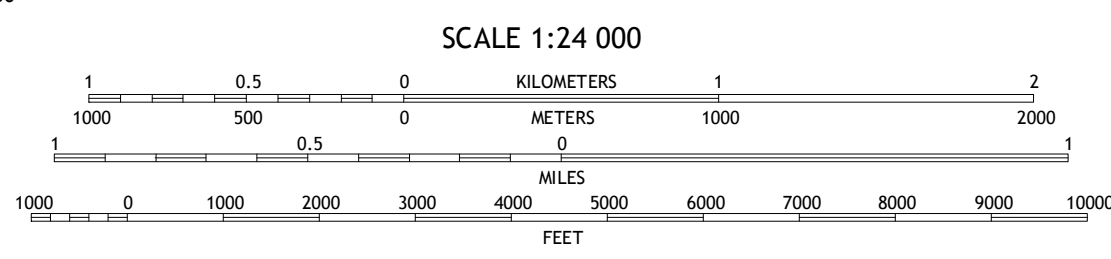 SCALE 1:24 000
1 0.5 0 KILOMETERS 1 2
1000 500 0 METERS 1000 2000
1 0.5 0 1
MILES
1000 0 1000 2000 3000 4000 5000 6000 7000 8000 9000 10000
FEET